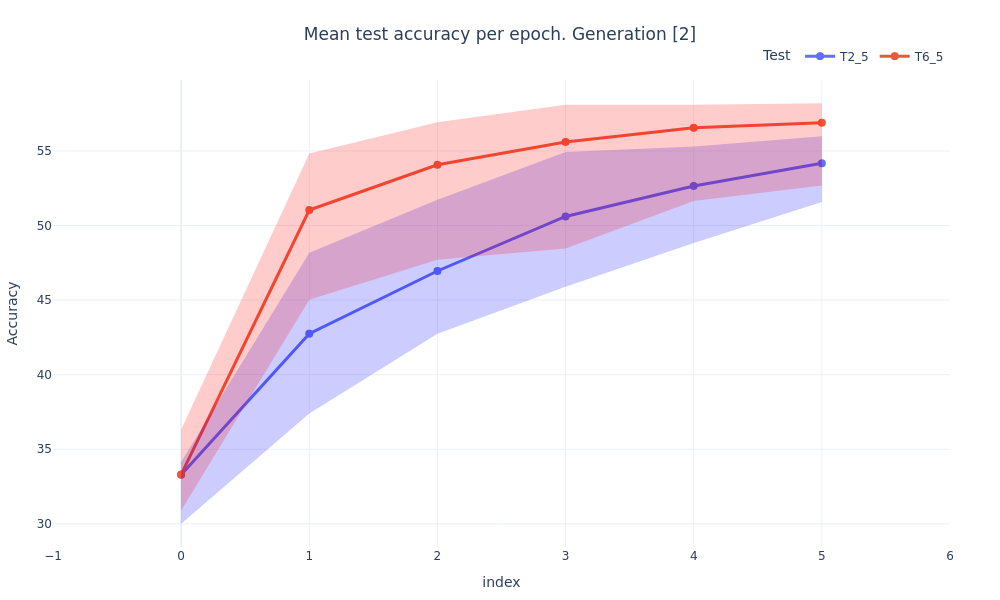 Mean test accuracy per epoch. Generation [2]
Test T2_5 T6_5
Accuracy
55
50
45
40
35
30
−1 0 1 2 3 4 5 6
index